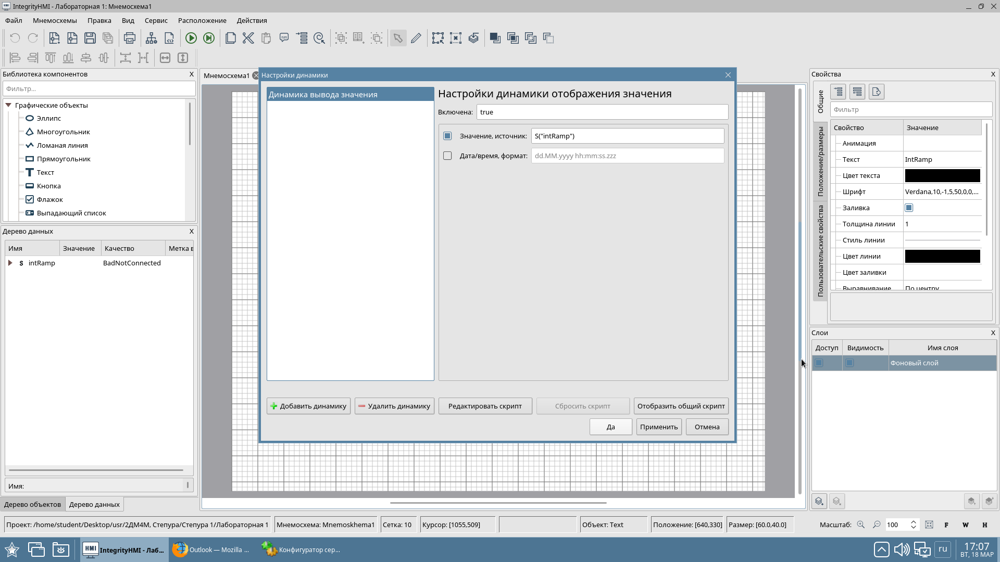 IntegrityHMI - Лабораторная 1: Мнемосхема1
Файл Мнемосхемы Правка Вид Сервис Расположение Действия
Библиотека компонентов X
Фильтр...
Графические объекты
Эллипс
Многоугольник
Ломаная линия
Прямоугольник
Текст
Кнопка
Флажок
Выпадающий список
Дерево данных X
Имя Значение Качество Метка в
S intRamp BadNotConnected
Имя:
Дерево объектов Дерево данных
Мнемосхема1
Настройки динамики
Динамика вывода значения
Настройки динамики отображения значения
Включена: true
Значение, источник: S("intRamp")
Дата/время, формат: dd.MM.yyyy hh:mm:ss.zzz
Добавить динамику Удалить динамику Редактировать скрипт Сбросить скрипт Отобразить общий скрипт
Да Применить Отмена
Свойства X
Общие
Положение/размеры
Пользовательские свойства
Фильтр
Свойство Значение
Анимация
Текст IntRamp
Цвет текста
Шрифт Verdana,10,-1,5,50,0,0,...
Заливка
Толщина линии 1
Стиль линии
Цвет линии
Цвет заливки
Выравнивание По центру
Слои X
Доступ Видимость Имя слоя
Фоновый слой
Проект: /home/student/Desktop/usr/2ДМ4М, Степура/Степура 1/Лабораторная 1 Мнемосхема: Mnemoskhema1 Сетка: 10 Курсор: [1055,509] Объект: Text Положение: [640,330] Размер: [60.0,40.0] Масштаб: 100 F W H
HMI IntegrityHMI - Лаб... Outlook — Mozilla ... Конфигуратор сер... ru 17:07
ВТ, 18 МАР